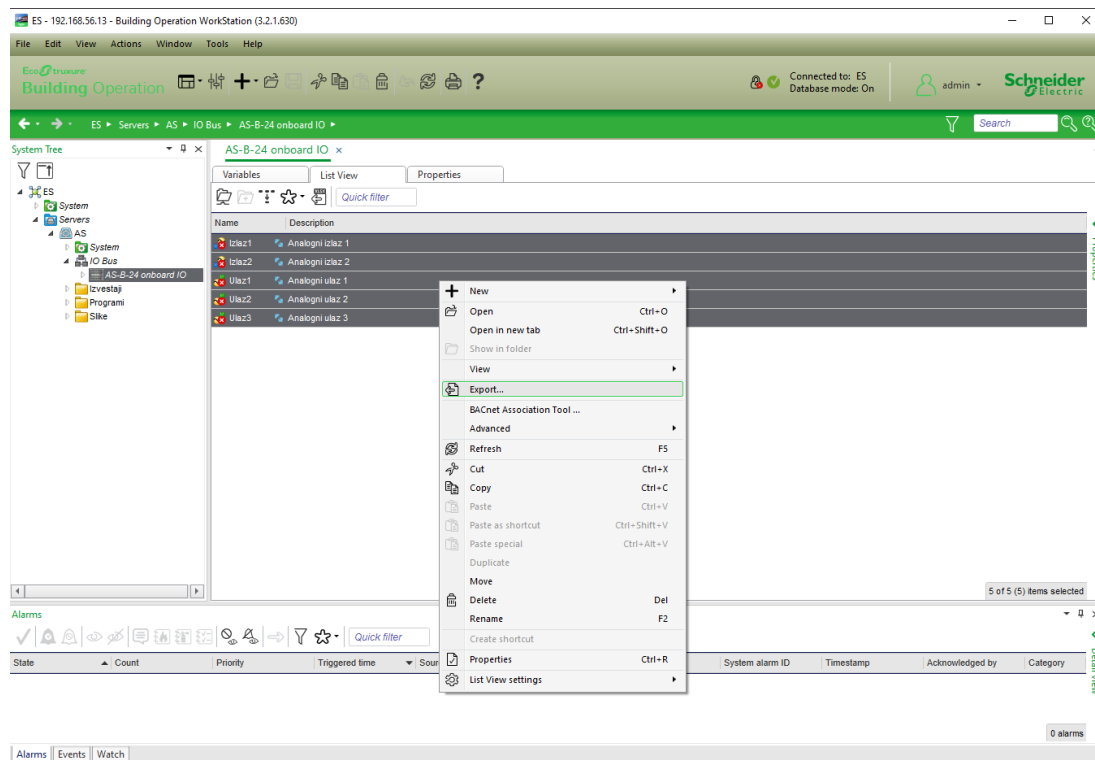 ES - 192.168.56.13 - Building Operation WorkStation (3.2.1.630)
File Edit View Actions Window Tools Help
EcoStruxure
Building Operation
Connected to: ES
Database mode: On
admin
Schneider
Electric
ES Servers AS IO Bus AS-B-24 onboard IO
Search
System Tree
AS-B-24 onboard IO
Variables List View Properties
Quick filter
ES
System
Servers
AS
System
IO Bus
AS-B-24 onboard IO
Izvestaji
Programi
Slike
Name Description
Izlaz1 Analogni izlaz 1
Izlaz2 Analogni izlaz 2
Ulaz1 Analogni ulaz 1
Ulaz2 Analogni ulaz 2
Ulaz3 Analogni ulaz 3
New
Open Ctrl+O
Open in new tab Ctrl+Shift+O
Show in folder
View
Export...
BACnet Association Tool ...
Advanced
Refresh F5
Cut Ctrl+X
Copy Ctrl+C
Paste Ctrl+V
Paste as shortcut Ctrl+Shift+V
Paste special Ctrl+Alt+V
Duplicate
Move
Delete Del
Rename F2
Create shortcut
Properties Ctrl+R
List View settings
Properties
5 of 5 (5) items selected
Alarms
Quick filter
State Count Priority Triggered time Sour System alarm ID Timestamp Acknowledged by Category
Detail view
0 alarms
Alarms Events Watch